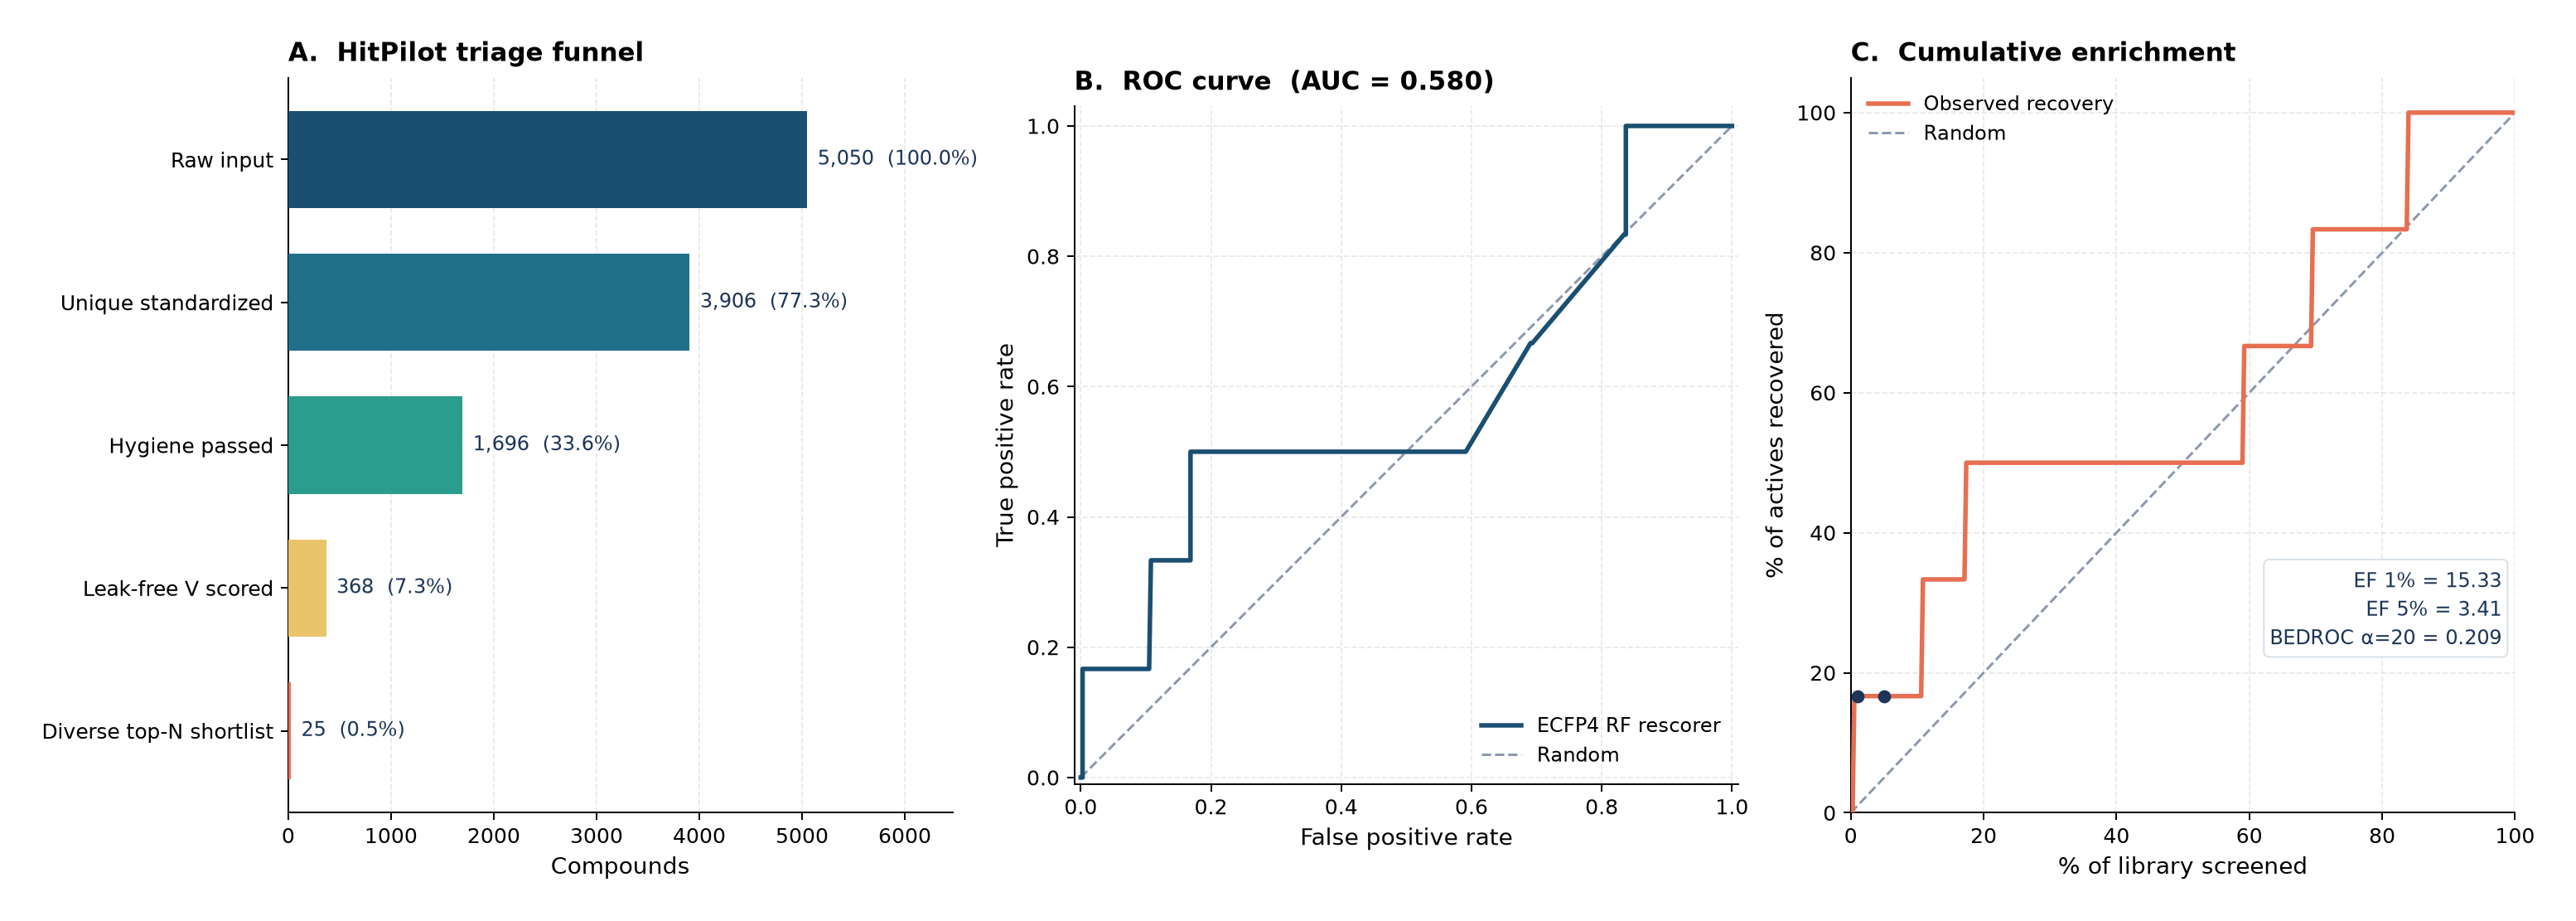 A.  HitPilot triage funnel
Raw input
5,050  (100.0%)
Unique standardized
3,906  (77.3%)
Hygiene passed
1,696  (33.6%)
Leak-free V scored
368  (7.3%)
Diverse top-N shortlist
25  (0.5%)
0 1000 2000 3000 4000 5000 6000
Compounds
B.  ROC curve  (AUC = 0.580)
True positive rate
1.0
0.8
0.6
0.4
0.2
0.0
ECFP4 RF rescorer
Random
0.0 0.2 0.4 0.6 0.8 1.0
False positive rate
C.  Cumulative enrichment
% of actives recovered
Observed recovery
Random
100
80
60
40
20
0
EF 1% = 15.33
EF 5% = 3.41
BEDROC α=20 = 0.209
0 20 40 60 80 100
% of library screened